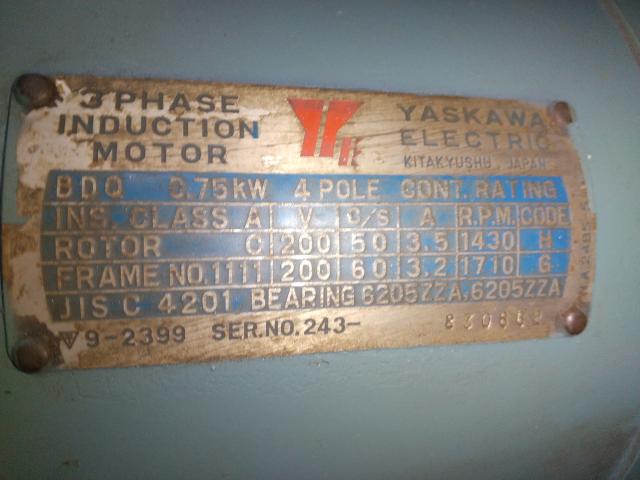 3 PHASE
INDUCTION
MOTOR
YASKAWA
ELECTRIC
KITAKYUSHU, JAPAN
BDQ 0.75kW 4 POLE CONT. RATING
INS. CLASS A V C/S A R.P.M. CODE
ROTOR C 200 50 3.5 1430 H
FRAME NO. 1111 200 60 3.2 1710 G
JIS C 4201 BEARING 6205ZZA.6205ZZA
9-2399 SER.NO. 243-